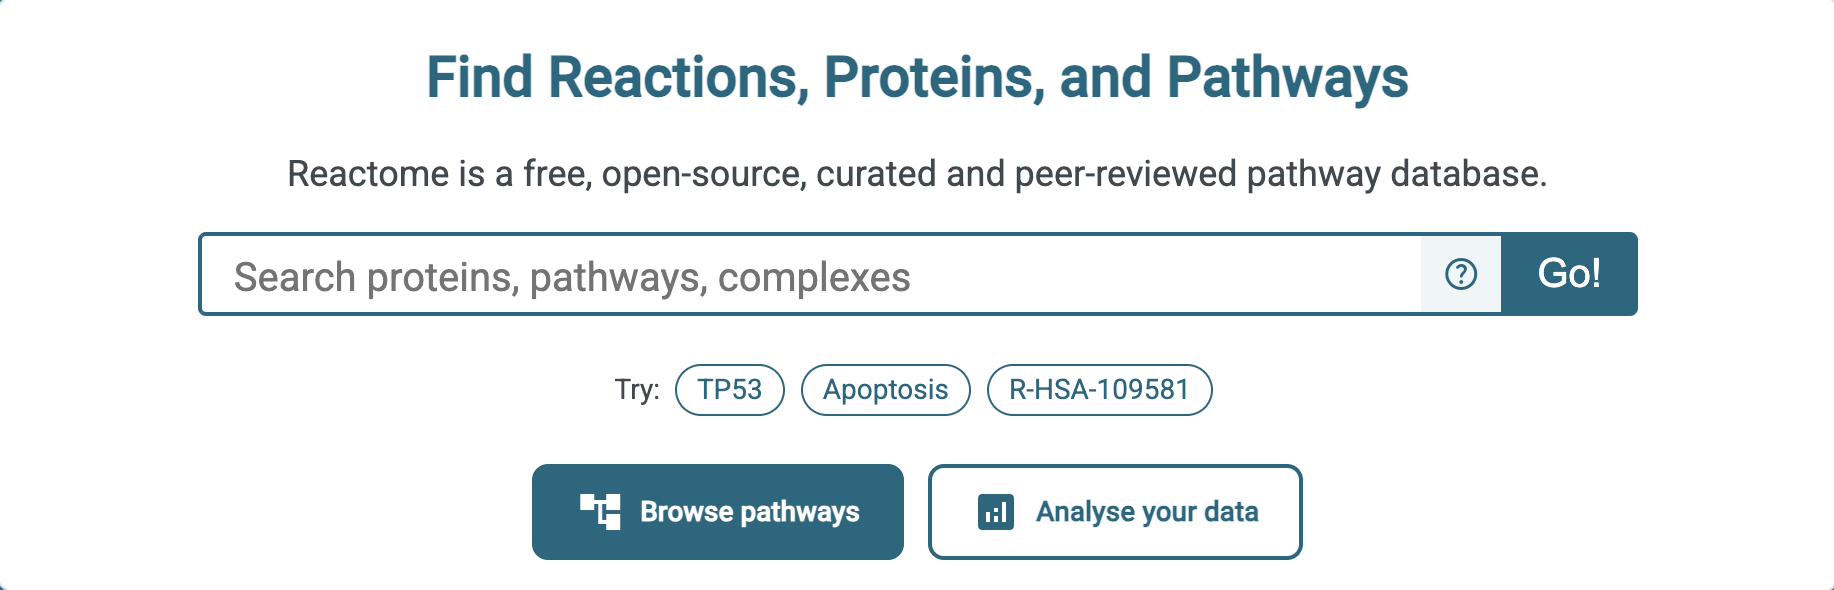 Find Reactions, Proteins, and Pathways
Reactome is a free, open-source, curated and peer-reviewed pathway database.
Search proteins, pathways, complexes
Go!
Try: TP53 Apoptosis R-HSA-109581
Browse pathways Analyse your data